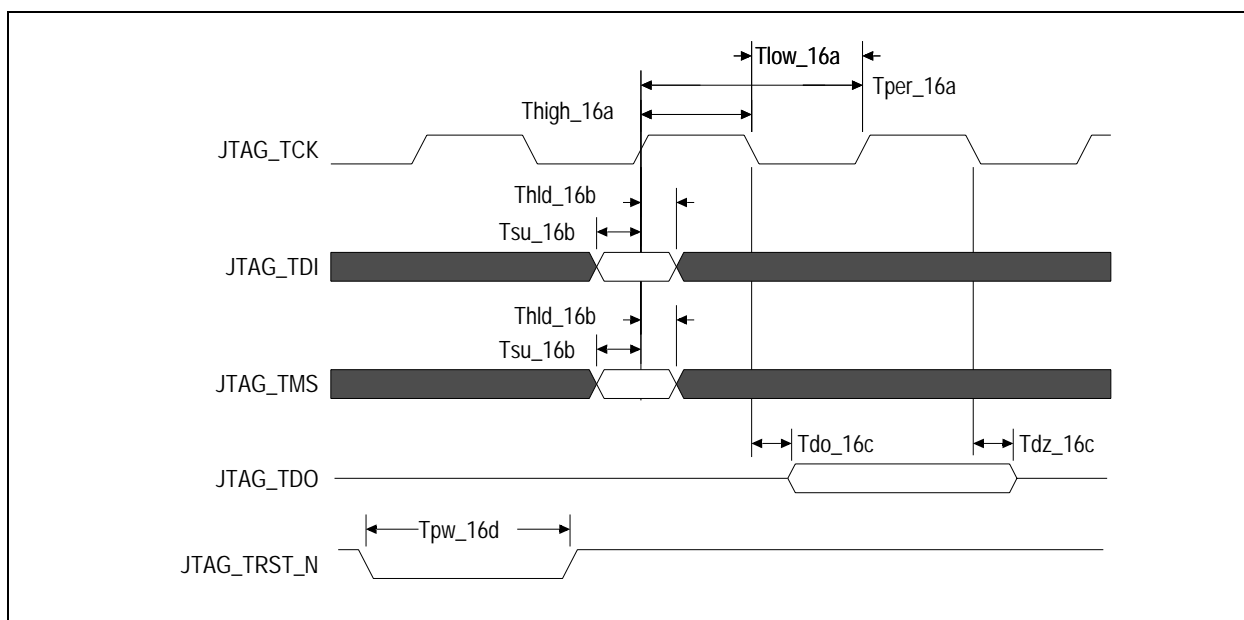 Tlow_16a
Tper_16a
Thigh_16a
JTAG_TCK
Thld_16b
Tsu_16b
JTAG_TDI
Thld_16b
Tsu_16b
JTAG_TMS
Tdo_16c
Tdz_16c
JTAG_TDO
Tpw_16d
JTAG_TRST_N